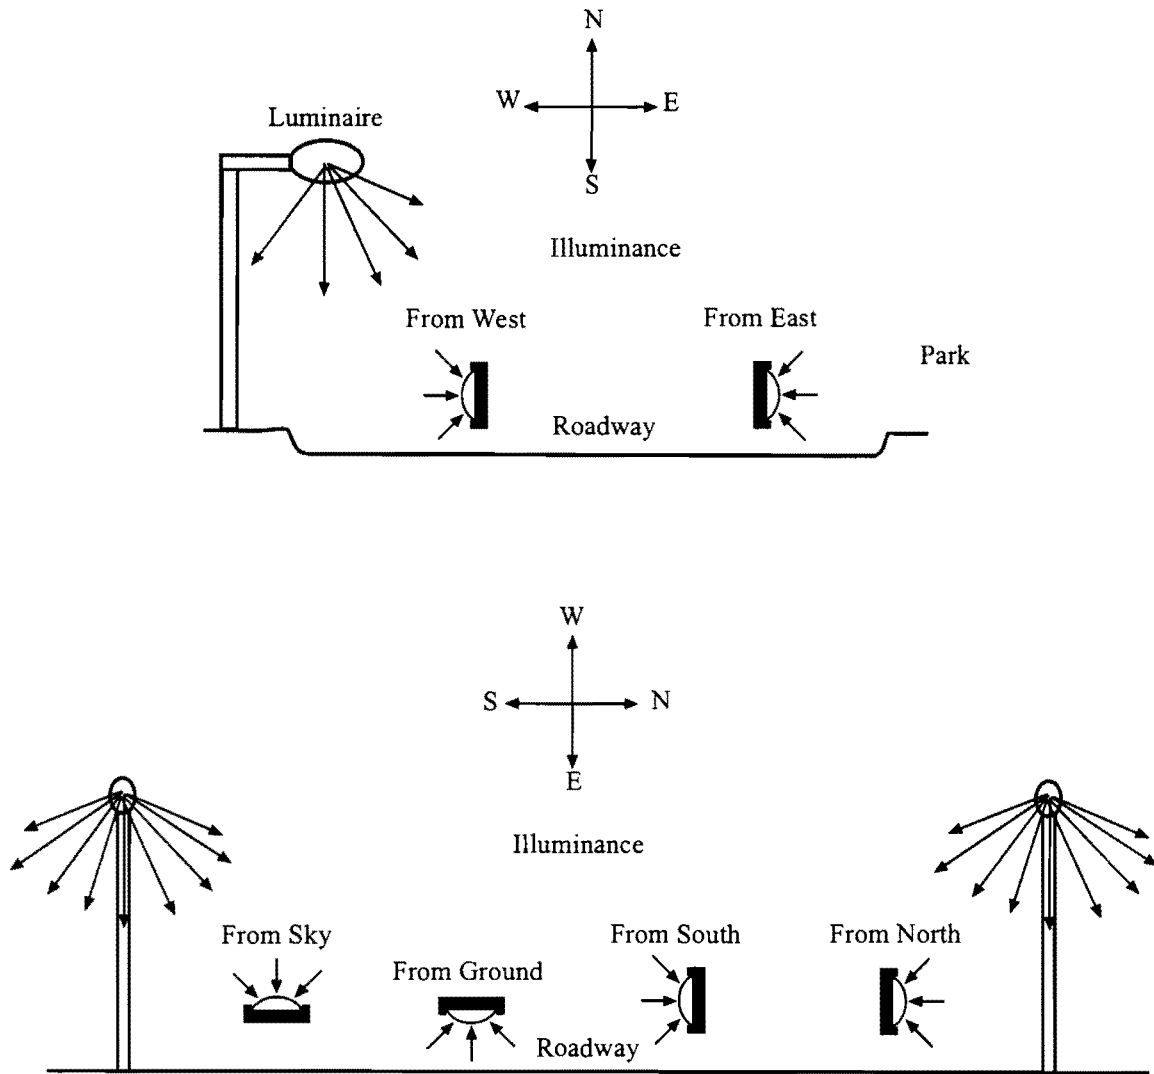 N
W E
Luminaire
S
Illuminance
From West From East
Park
Roadway
W
S N
E
Illuminance
From Sky From South From North
From Ground
Roadway